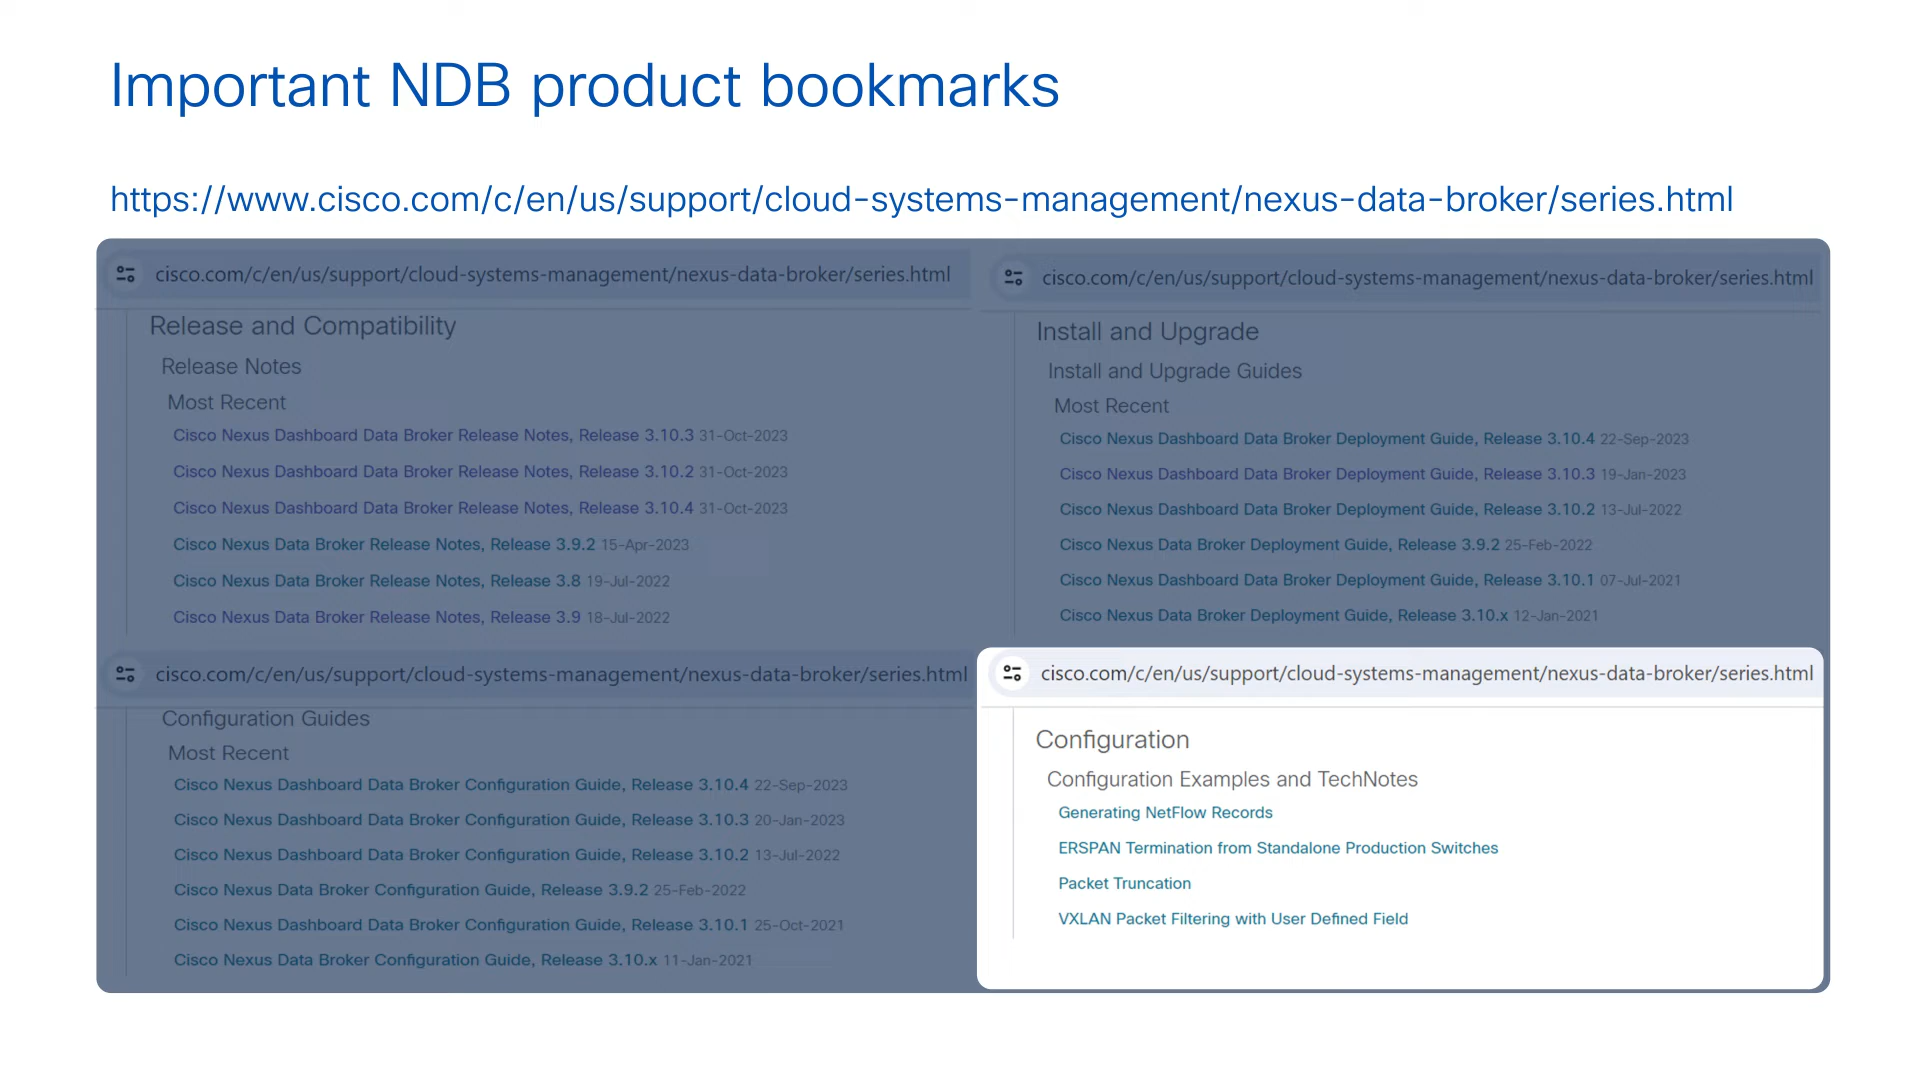 Important NDB product bookmarks
https://www.cisco.com/c/en/us/support/cloud-systems-management/nexus-data-broker/series.html
cisco.com/c/en/us/support/cloud-systems-management/nexus-data-broker/series.html
Release and Compatibility
Release Notes
Most Recent
Cisco Nexus Dashboard Data Broker Release Notes, Release 3.10.3 31-Oct-2023
Cisco Nexus Dashboard Data Broker Release Notes, Release 3.10.2 31-Oct-2023
Cisco Nexus Dashboard Data Broker Release Notes, Release 3.10.4 31-Oct-2023
Cisco Nexus Data Broker Release Notes, Release 3.9.2 15-Apr-2023
Cisco Nexus Data Broker Release Notes, Release 3.8 19-Jul-2022
Cisco Nexus Data Broker Release Notes, Release 3.9 18-Jul-2022
cisco.com/c/en/us/support/cloud-systems-management/nexus-data-broker/series.html
Install and Upgrade
Install and Upgrade Guides
Most Recent
Cisco Nexus Dashboard Data Broker Deployment Guide, Release 3.10.4 22-Sep-2023
Cisco Nexus Dashboard Data Broker Deployment Guide, Release 3.10.3 19-Jan-2023
Cisco Nexus Dashboard Data Broker Deployment Guide, Release 3.10.2 13-Jul-2022
Cisco Nexus Data Broker Deployment Guide, Release 3.9.2 25-Feb-2022
Cisco Nexus Dashboard Data Broker Deployment Guide, Release 3.10.1 07-Jul-2021
Cisco Nexus Data Broker Deployment Guide, Release 3.10.x 12-Jan-2021
cisco.com/c/en/us/support/cloud-systems-management/nexus-data-broker/series.html
Configuration Guides
Most Recent
Cisco Nexus Dashboard Data Broker Configuration Guide, Release 3.10.4 22-Sep-2023
Cisco Nexus Dashboard Data Broker Configuration Guide, Release 3.10.3 20-Jan-2023
Cisco Nexus Dashboard Data Broker Configuration Guide, Release 3.10.2 13-Jul-2022
Cisco Nexus Data Broker Configuration Guide, Release 3.9.2 25-Feb-2022
Cisco Nexus Dashboard Data Broker Configuration Guide, Release 3.10.1 25-Oct-2021
Cisco Nexus Data Broker Configuration Guide, Release 3.10.x 11-Jan-2021
cisco.com/c/en/us/support/cloud-systems-management/nexus-data-broker/series.html
Configuration
Configuration Examples and TechNotes
Generating NetFlow Records
ERSPAN Termination from Standalone Production Switches
Packet Truncation
VXLAN Packet Filtering with User Defined Field